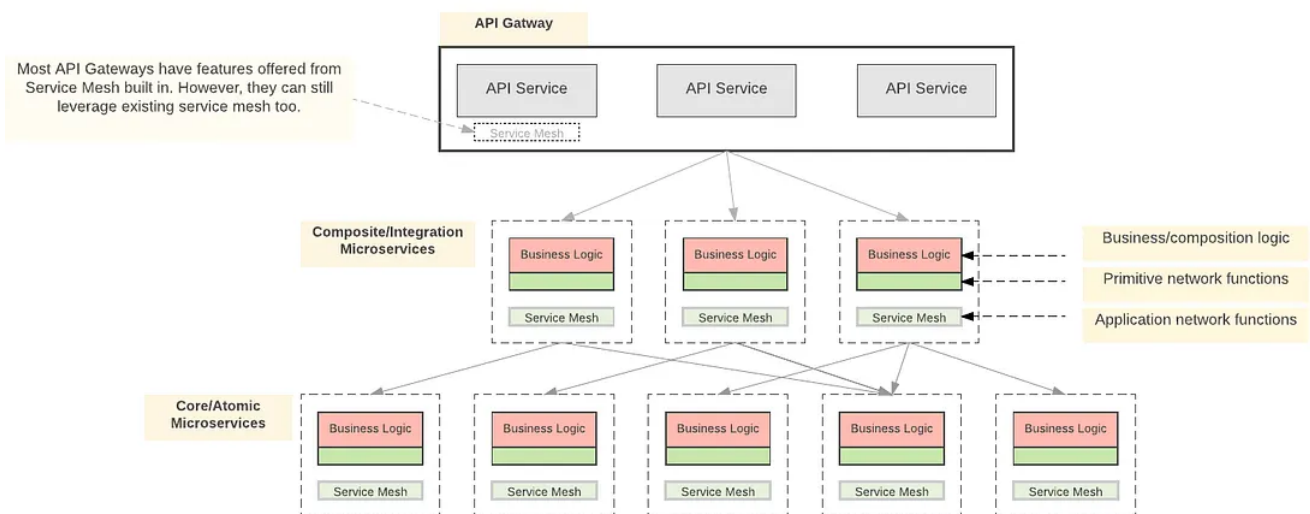 API Gatway
Most API Gateways have features offered from
Service Mesh built in. However, they can still
leverage existing service mesh too.
API Service
API Service
API Service
Service Mesh
Composite/Integration
Microservices
Business Logic
Business Logic
Business Logic
Service Mesh
Service Mesh
Service Mesh
Business/composition logic
Primitive network functions
Application network functions
Core/Atomic
Microservices
Business Logic
Business Logic
Business Logic
Business Logic
Business Logic
Service Mesh
Service Mesh
Service Mesh
Service Mesh
Service Mesh